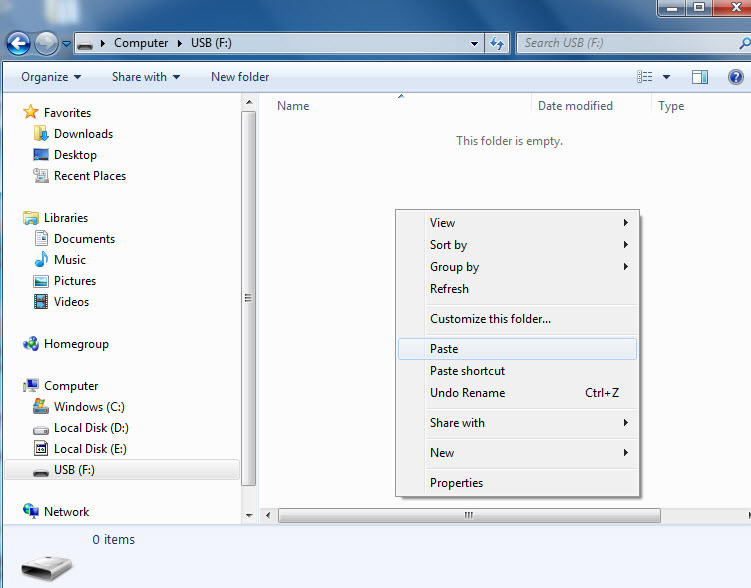 Computer USB (F:) Search USB (F:)
Organize Share with New folder
Name Date modified Type
This folder is empty.
Favorites
Downloads
Desktop
Recent Places
Libraries
Documents
Music
Pictures
Videos
Homegroup
Computer
Windows (C:)
Local Disk (D:)
Local Disk (E:)
USB (F:)
Network
View
Sort by
Group by
Refresh
Customize this folder...
Paste
Paste shortcut
Undo Rename Ctrl+Z
Share with
New
Properties
0 items